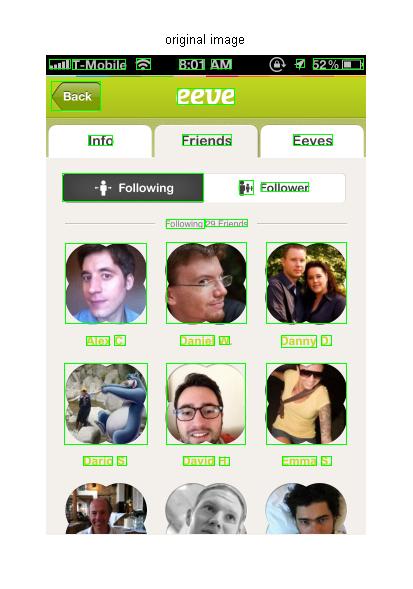 original image
T-Mobile 8:01 AM 52%
Back eeve
Info Friends Eeves
Following Follower
Following 29 Friends
Alex C. Daniel W. Danny D.
Dario S. David H. Emma S.